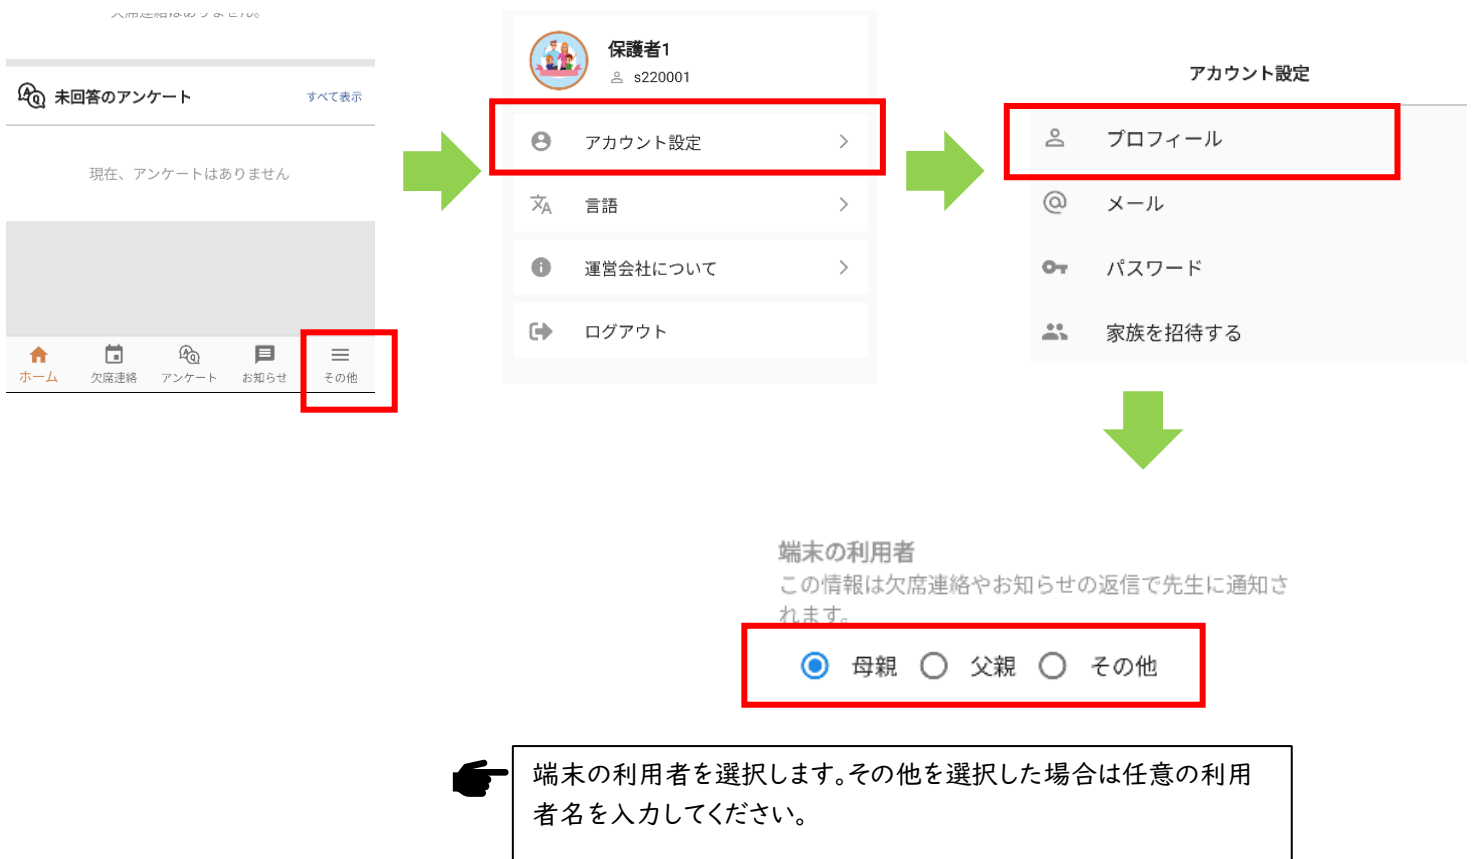 未回答のアンケート
すべて表示
現在、アンケートはありません
ホーム
欠席連絡
アンケート
お知らせ
その他
保護者1
s220001
アカウント設定
言語
運営会社について
ログアウト
アカウント設定
プロフィール
メール
パスワード
家族を招待する
端末の利用者
この情報は欠席連絡やお知らせの返信で先生に通知さ
れます。
母親 父親 その他
端末の利用者を選択します。その他を選択した場合は任意の利用
者名を入力してください。